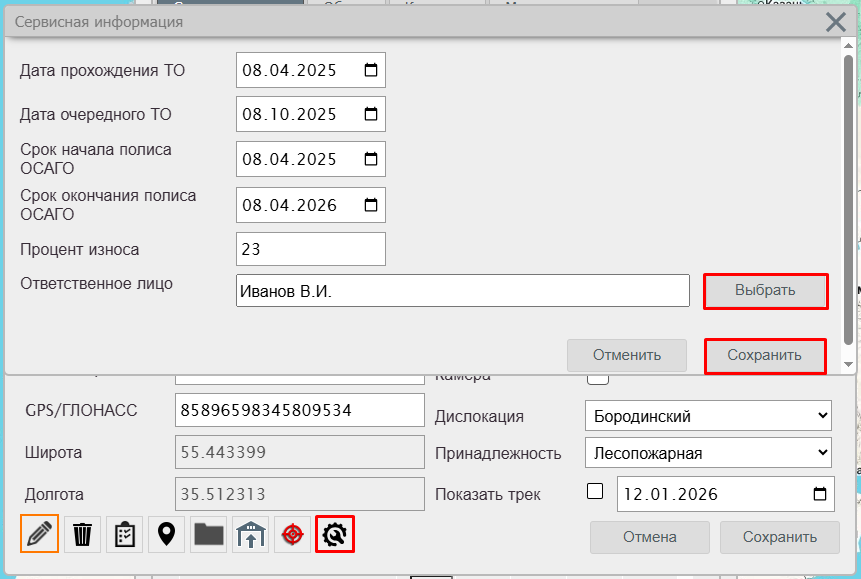 Сервисная информация
Дата прохождения ТО 08.04.2025
Дата очередного ТО 08.10.2025
Срок начала полиса
ОСАГО 08.04.2025
Срок окончания полиса
ОСАГО 08.04.2026
Процент износа 23
Ответственное лицо Иванов В.И. Выбрать
Отменить Сохранить
Камера
GPS/ГЛОНАСС 85896598345809534 Дислокация Бородинский
Широта 55.443399 Принадлежность Лесопожарная
Долгота 35.512313 Показать трек 12.01.2026
Отмена Сохранить